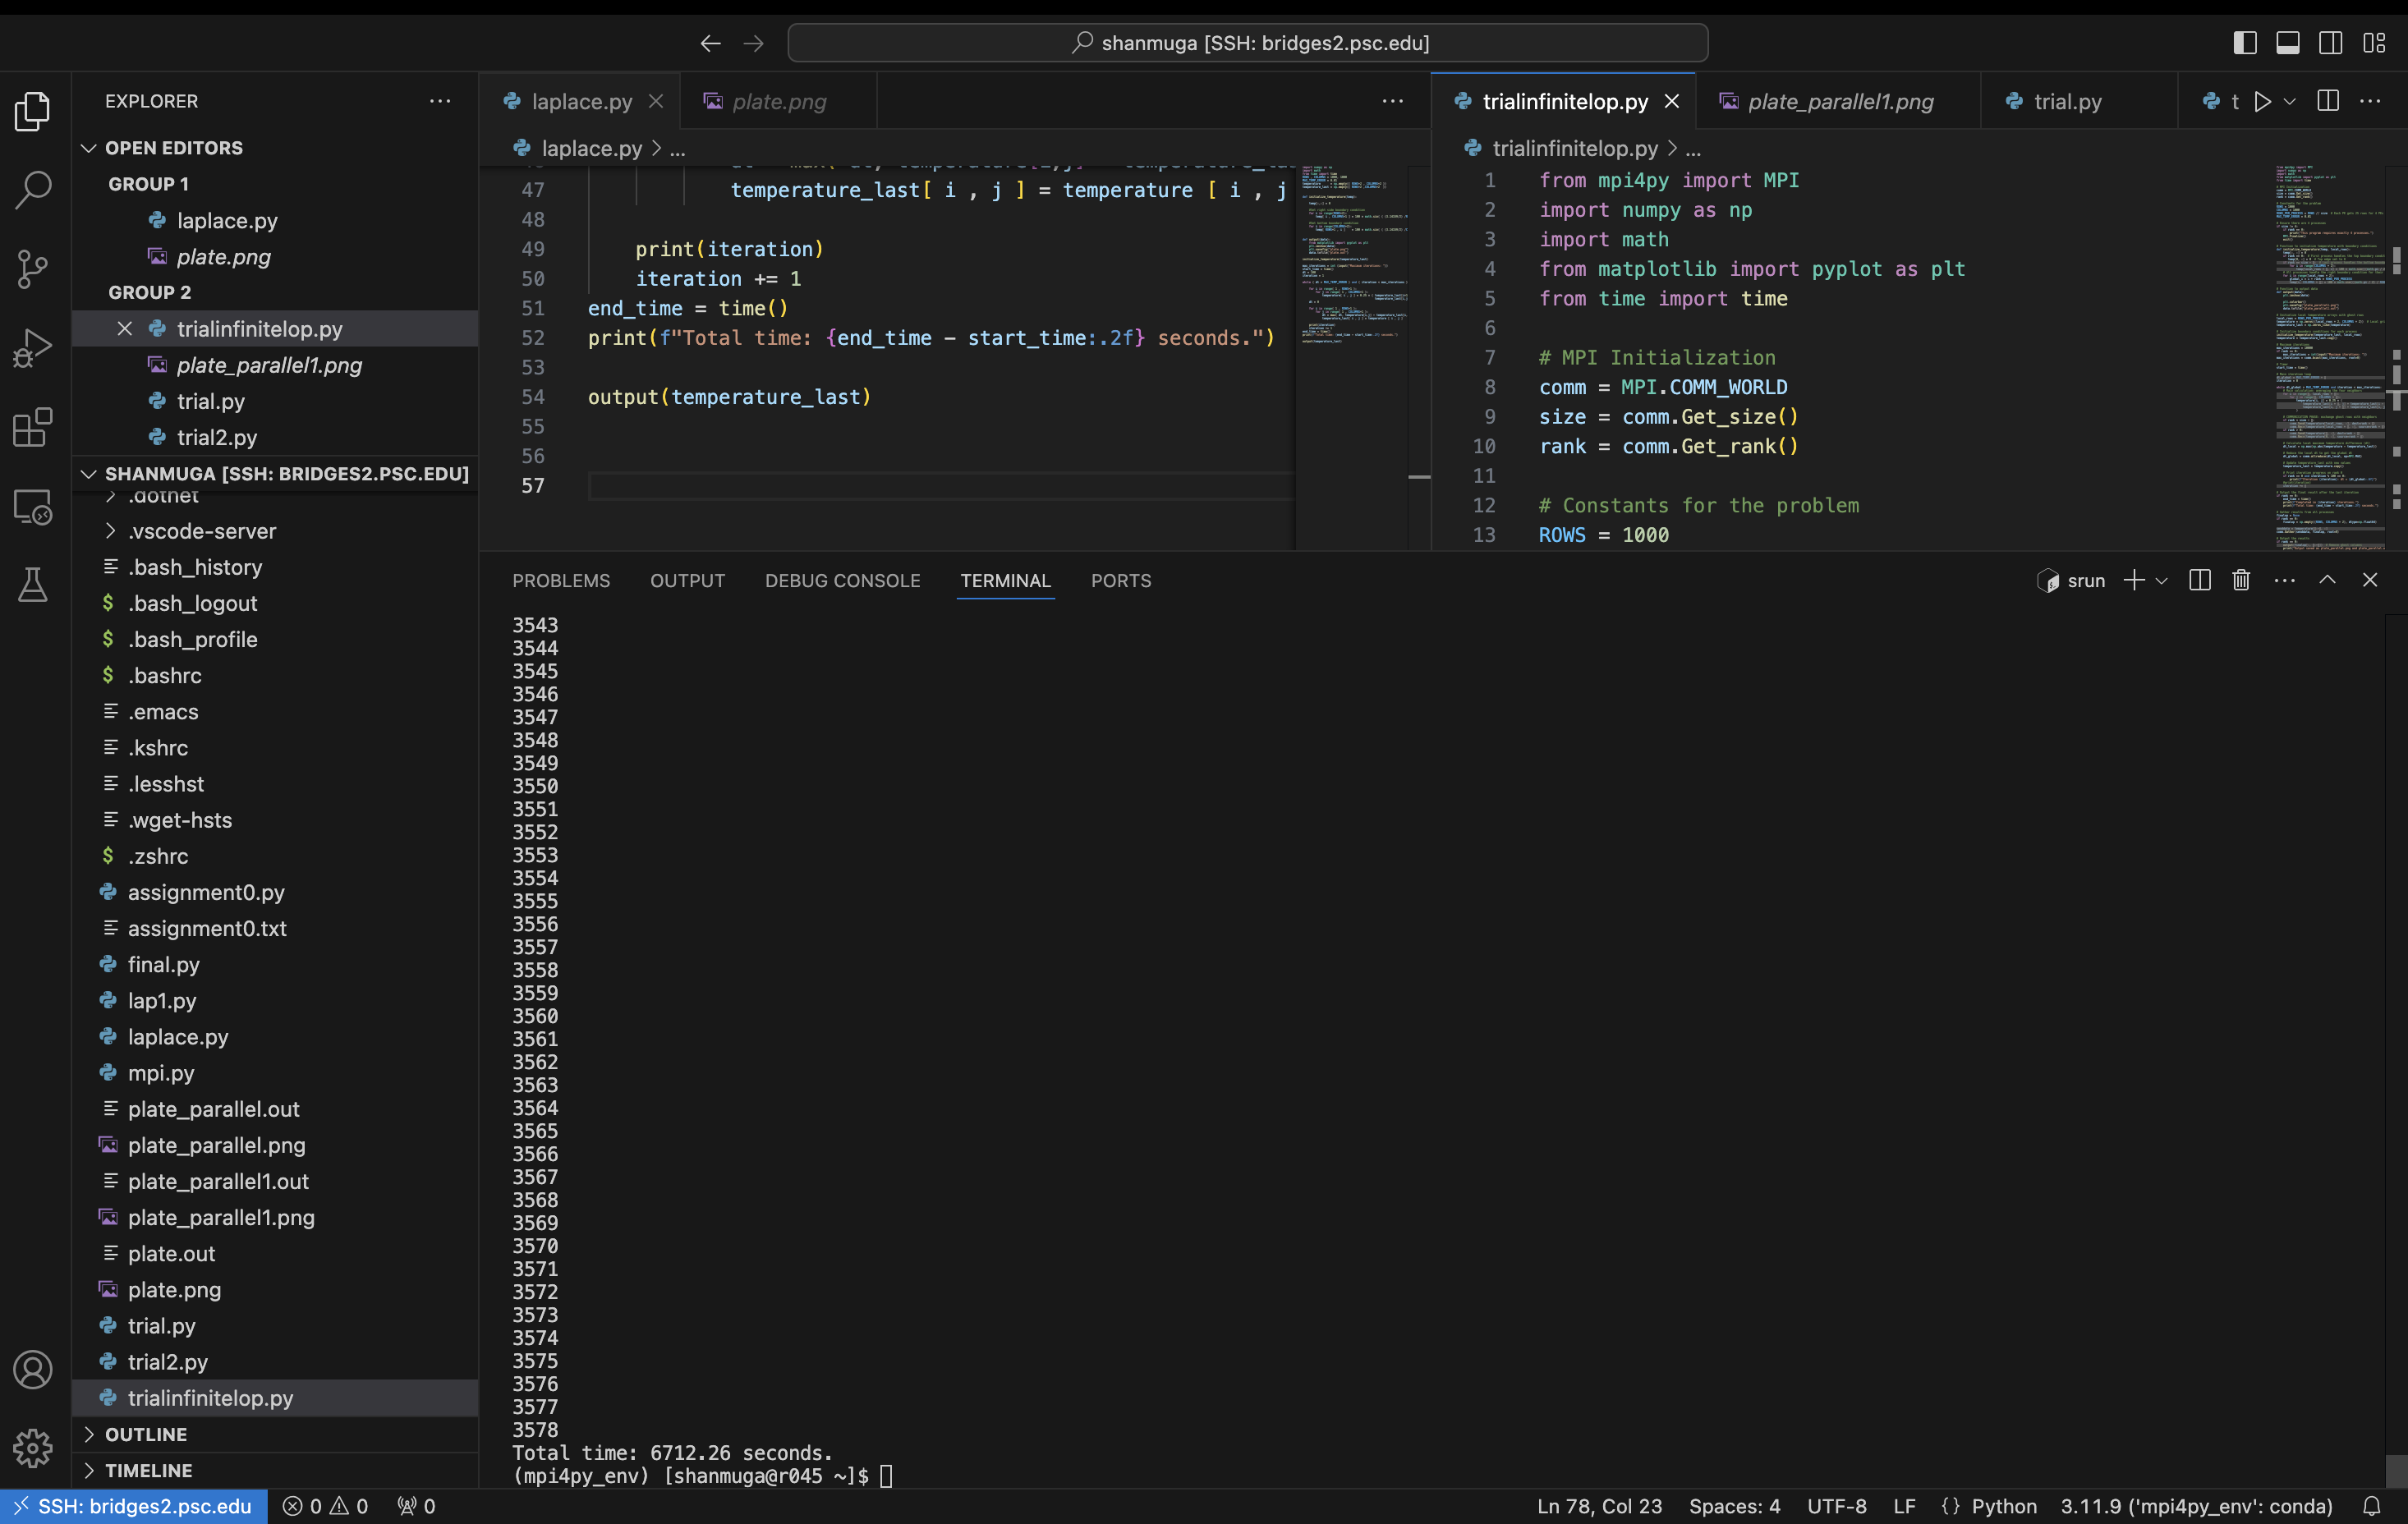 shanmuga [SSH: bridges2.psc.edu]
EXPLORER
OPEN EDITORS
GROUP 1
laplace.py
plate.png
GROUP 2
trialinfinitelop.py
plate_parallel1.png
trial.py
trial2.py
SHANMUGA [SSH: BRIDGES2.PSC.EDU]
.dotnet
.vscode-server
.bash_history
.bash_logout
.bash_profile
.bashrc
.emacs
.kshrc
.lesshst
.wget-hsts
.zshrc
assignment0.py
assignment0.txt
final.py
lap1.py
laplace.py
mpi.py
plate_parallel.out
plate_parallel.png
plate_parallel1.out
plate_parallel1.png
plate.out
plate.png
trial.py
trial2.py
trialinfinitelop.py
OUTLINE
TIMELINE
laplace.py
plate.png
laplace.py > ...
47 temperature_last[ i , j ] = temperature [ i , j
48
49 print(iteration)
50 iteration += 1
51 end_time = time()
52 print(f"Total time: {end_time - start_time:.2f} seconds.")
53
54 output(temperature_last)
55
56
57
trialinfinitelop.py
plate_parallel1.png
trial.py
t
trialinfinitelop.py > ...
1 from mpi4py import MPI
2 import numpy as np
3 import math
4 from matplotlib import pyplot as plt
5 from time import time
6
7 # MPI Initialization
8 comm = MPI.COMM_WORLD
9 size = comm.Get_size()
10 rank = comm.Get_rank()
11
12 # Constants for the problem
13 ROWS = 1000
PROBLEMS OUTPUT DEBUG CONSOLE TERMINAL PORTS
srun
3543
3544
3545
3546
3547
3548
3549
3550
3551
3552
3553
3554
3555
3556
3557
3558
3559
3560
3561
3562
3563
3564
3565
3566
3567
3568
3569
3570
3571
3572
3573
3574
3575
3576
3577
3578
Total time: 6712.26 seconds.
(mpi4py_env) [shanmuga@r045 ~]$
SSH: bridges2.psc.edu 0 0 0
Ln 78, Col 23 Spaces: 4 UTF-8 LF {} Python 3.11.9 ('mpi4py_env': conda)